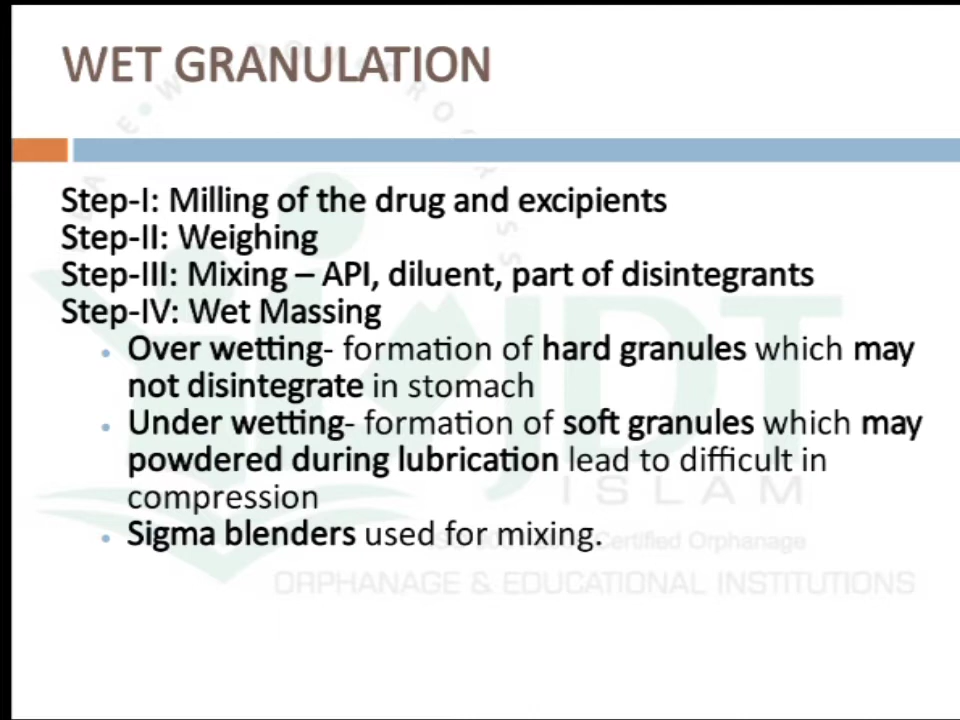 WET GRANULATION
Step-I: Milling of the drug and excipients
Step-II: Weighing
Step-III: Mixing – API, diluent, part of disintegrants
Step-IV: Wet Massing
• Over wetting- formation of hard granules which may
not disintegrate in stomach
• Under wetting- formation of soft granules which may
powdered during lubrication lead to difficult in
compression
• Sigma blenders used for mixing.
JDT
ISLAM
Certified Orphanage
ORPHANAGE & EDUCATIONAL INSTITUTIONS